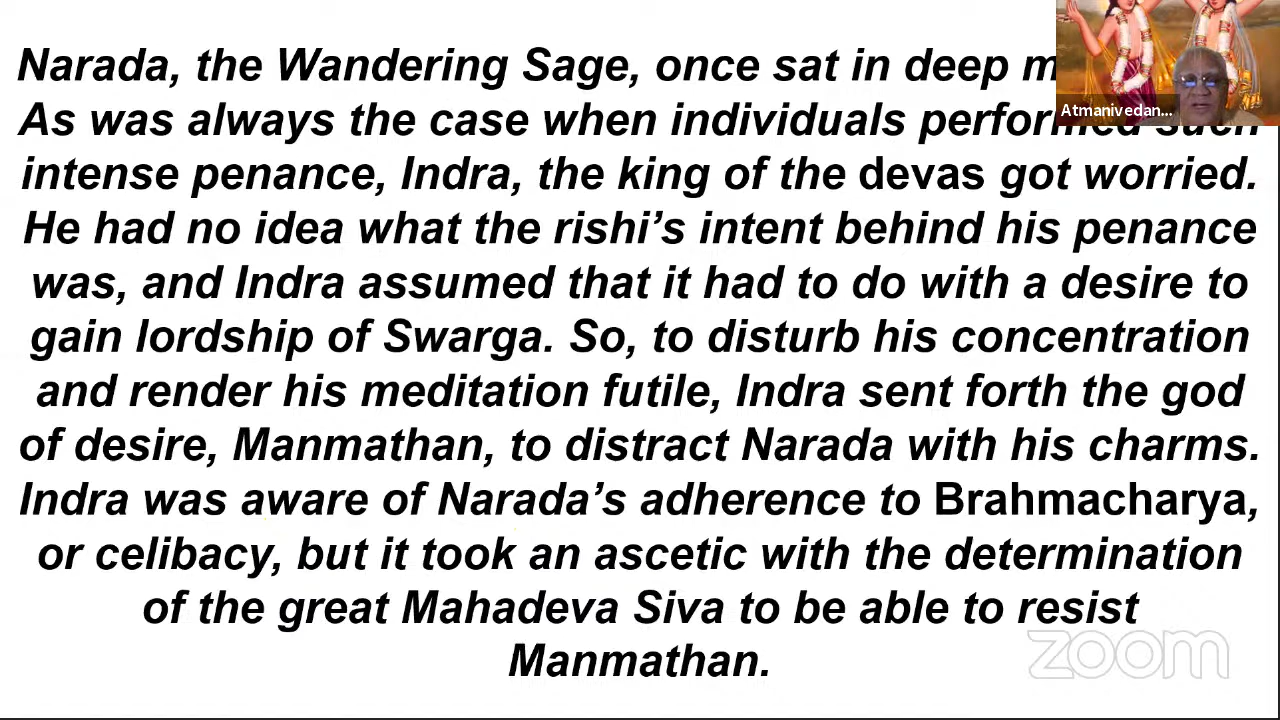 Narada, the Wandering Sage, once sat in deep
As was always the case when individuals performed such
intense penance, Indra, the king of the devas got worried.
He had no idea what the rishi’s intent behind his penance
was, and Indra assumed that it had to do with a desire to
gain lordship of Swarga. So, to disturb his concentration
and render his meditation futile, Indra sent forth the god
of desire, Manmathan, to distract Narada with his charms.
Indra was aware of Narada’s adherence to Brahmacharya,
or celibacy, but it took an ascetic with the determination
of the great Mahadeva Siva to be able to resist
Manmathan.
Atmanivedan...
zoom